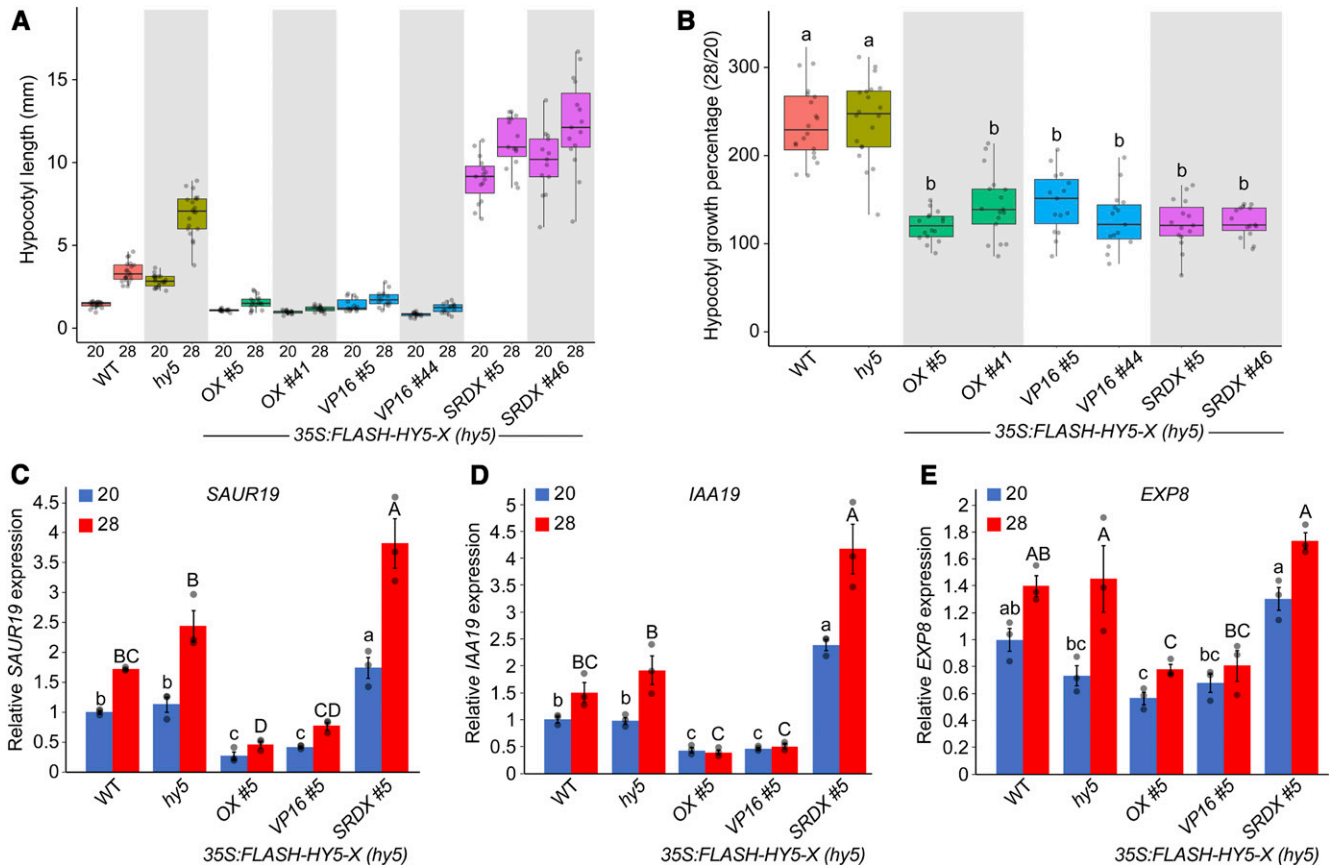 A
Hypocotyl length (mm)
15
10
5
0
20 28 20 28 20 28 20 28 20 28 20 28 20 28 20 28
WT hy5 OX #5 OX #41 VP16 #5 VP16 #44 SRDX #5 SRDX #46
35S:FLASH-HY5-X (hy5)
B
Hypocotyl growth percentage (28/20)
300
200
100
0
a a b b b b b b
WT hy5 OX #5 OX #41 VP16 #5 VP16 #44 SRDX #5 SRDX #46
35S:FLASH-HY5-X (hy5)
C
SAUR19
20
28
Relative SAUR19 expression
4.5
4
3.5
3
2.5
2
1.5
1
0.5
0
b BC b B c D c CD a A
WT hy5 OX #5 VP16 #5 SRDX #5
35S:FLASH-HY5-X (hy5)
D
IAA19
20
28
Relative IAA19 expression
5
4.5
4
3.5
3
2.5
2
1.5
1
0.5
0
b BC b B c C c C a A
WT hy5 OX #5 VP16 #5 SRDX #5
35S:FLASH-HY5-X (hy5)
E
EXP8
20
28
Relative EXP8 expression
2
1.8
1.6
1.4
1.2
1
0.8
0.6
0.4
0.2
0
ab AB bc A c C bc BC a A
WT hy5 OX #5 VP16 #5 SRDX #5
35S:FLASH-HY5-X (hy5)